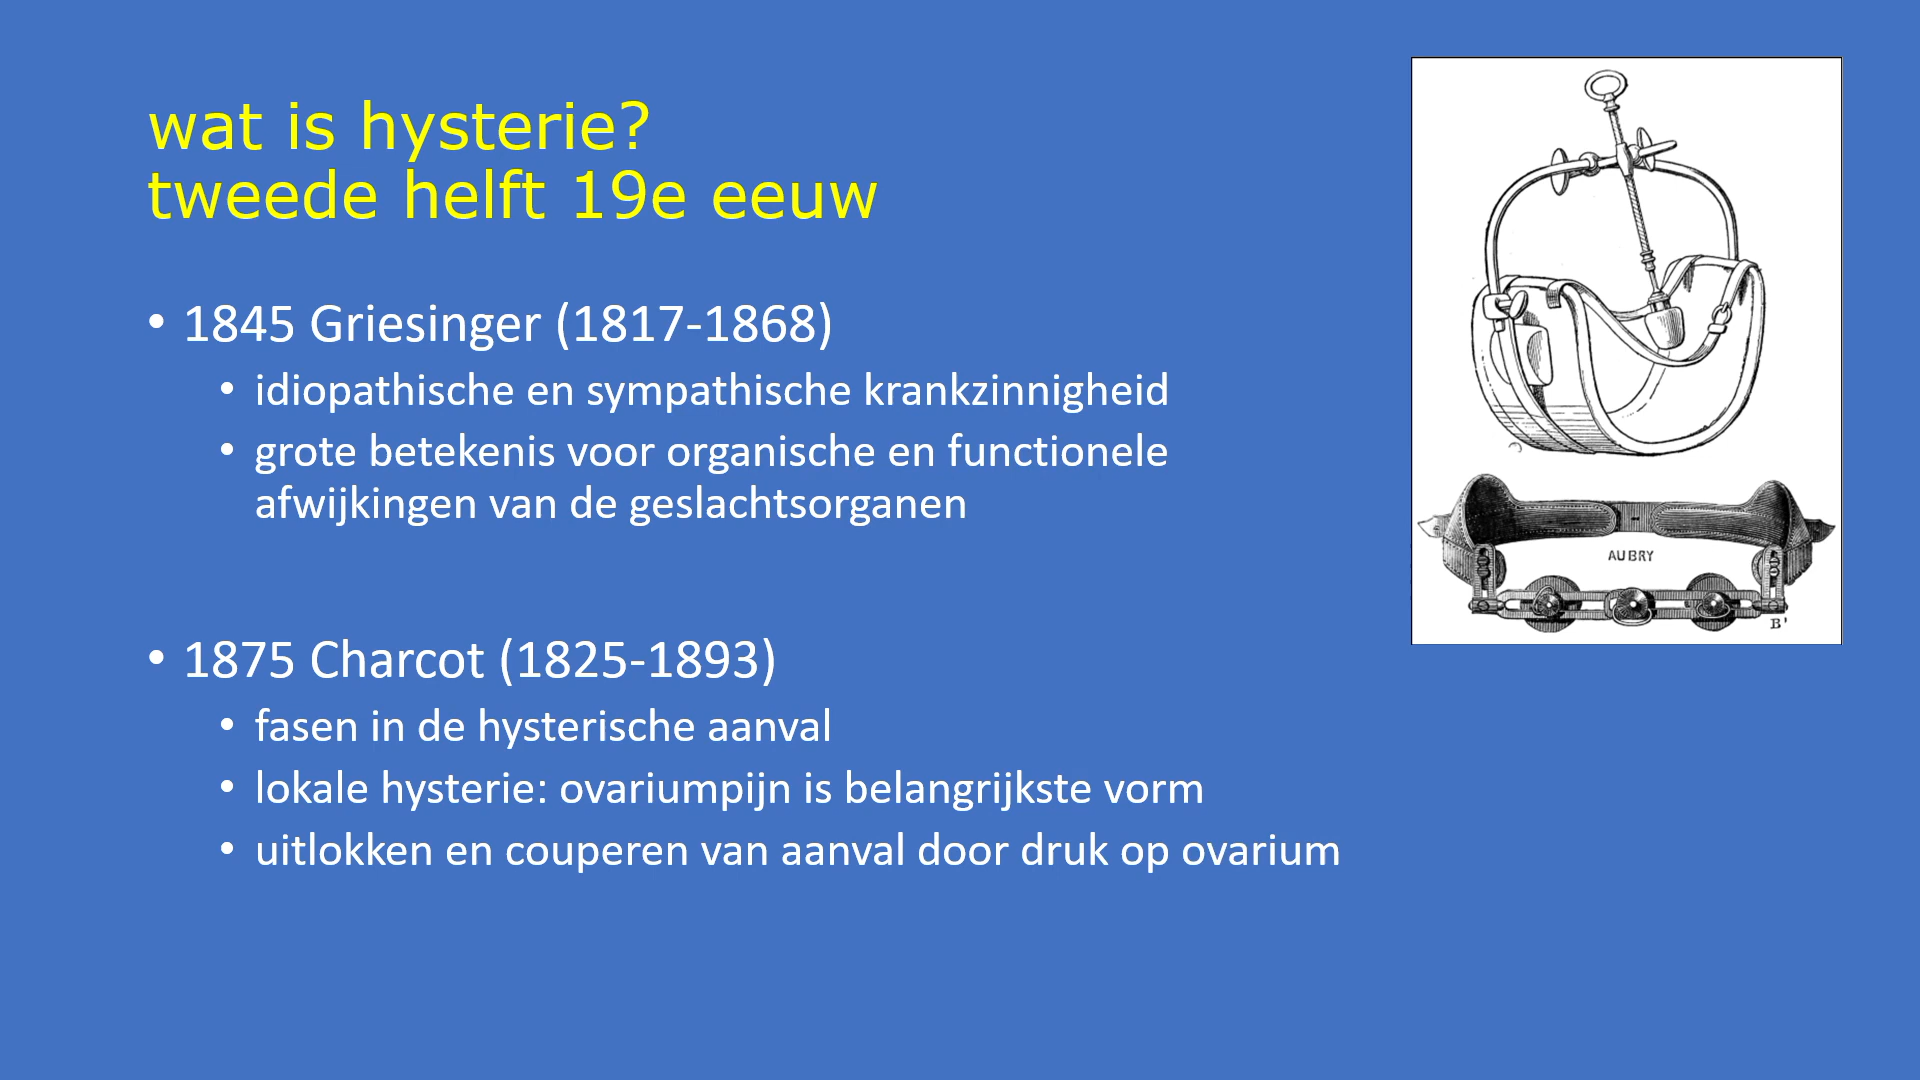 wat is hysterie?
tweede helft 19e eeuw
• 1845 Griesinger (1817-1868)
• idiopathische en sympathische krankzinnigheid
• grote betekenis voor organische en functionele
afwijkingen van de geslachtsorganen
• 1875 Charcot (1825-1893)
• fasen in de hysterische aanval
• lokale hysterie: ovariumpijn is belangrijkste vorm
• uitlokken en couperen van aanval door druk op ovarium
AUBRY
B'